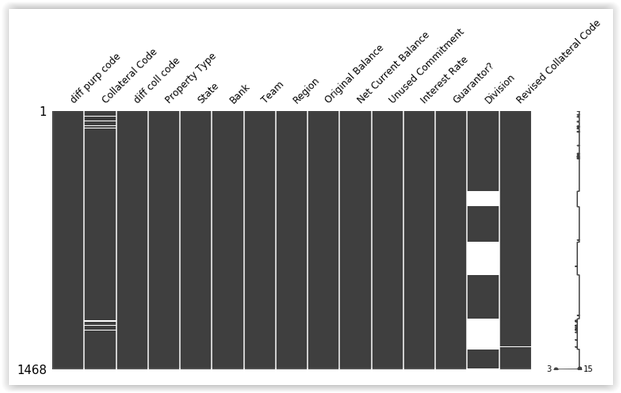 diff purp code
Collateral Code
diff coll code
Property Type
State
Bank
Team
Region
Original Balance
Net Current Balance
Unused Commitment
Interest Rate
Guarantor?
Division
Revised Collateral Code
1
1468
3
15